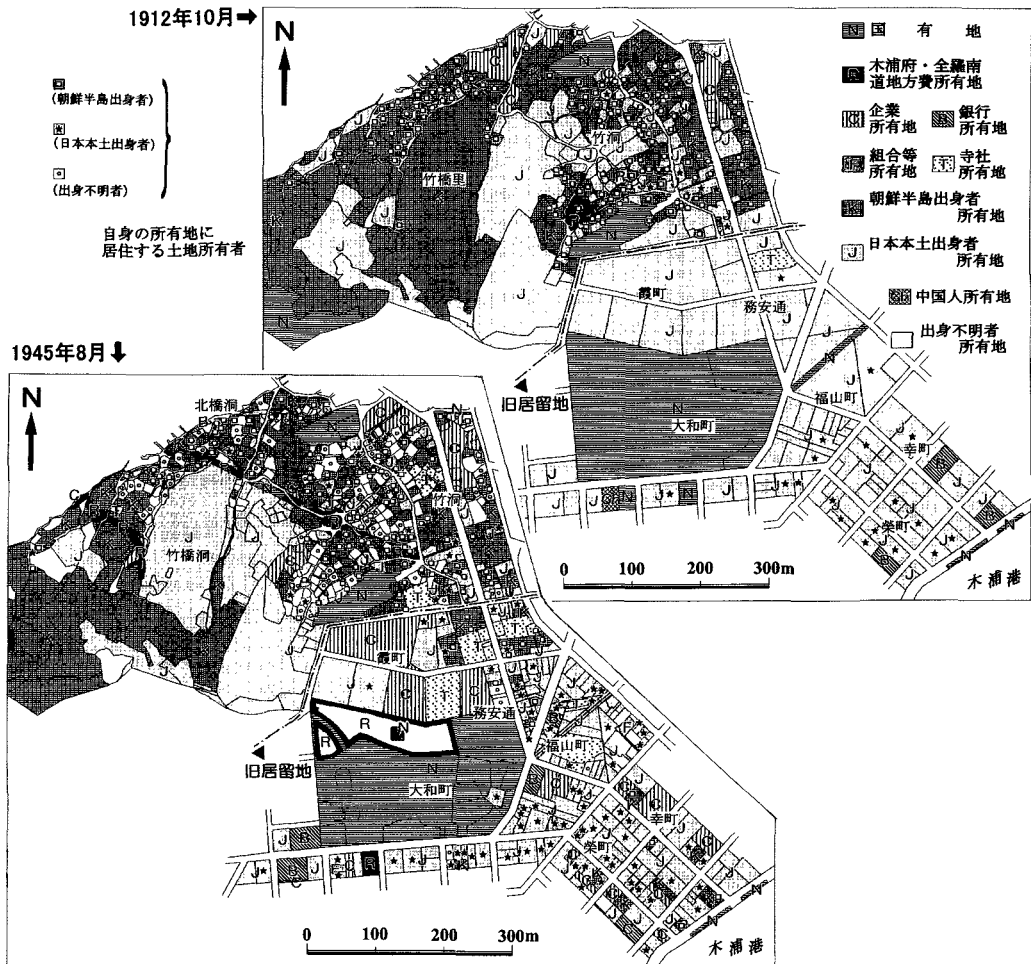 1912年10月➡
N
国有地
木浦府・全羅南
道地方費所有地
企業
所有地
銀行
所有地
組合等
所有地
寺社
所有地
朝鮮半島出身者
所有地
日本本土出身者
所有地
中国人所有地
出身不明者
所有地
(朝鮮半島出身者)
(日本本土出身者)
(出身不明者)
自身の所有地に
居住する土地所有者
竹洞
竹橋里
霞町
務安通
旧居留地
福山町
大和町
幸町
栄町
木浦港
0 100 200 300m
1945年8月⬇
N
北橋洞
竹洞
竹橋洞
霞町
務安通
旧居留地
福山町
大和町
幸町
栄町
木浦港
0 100 200 300m